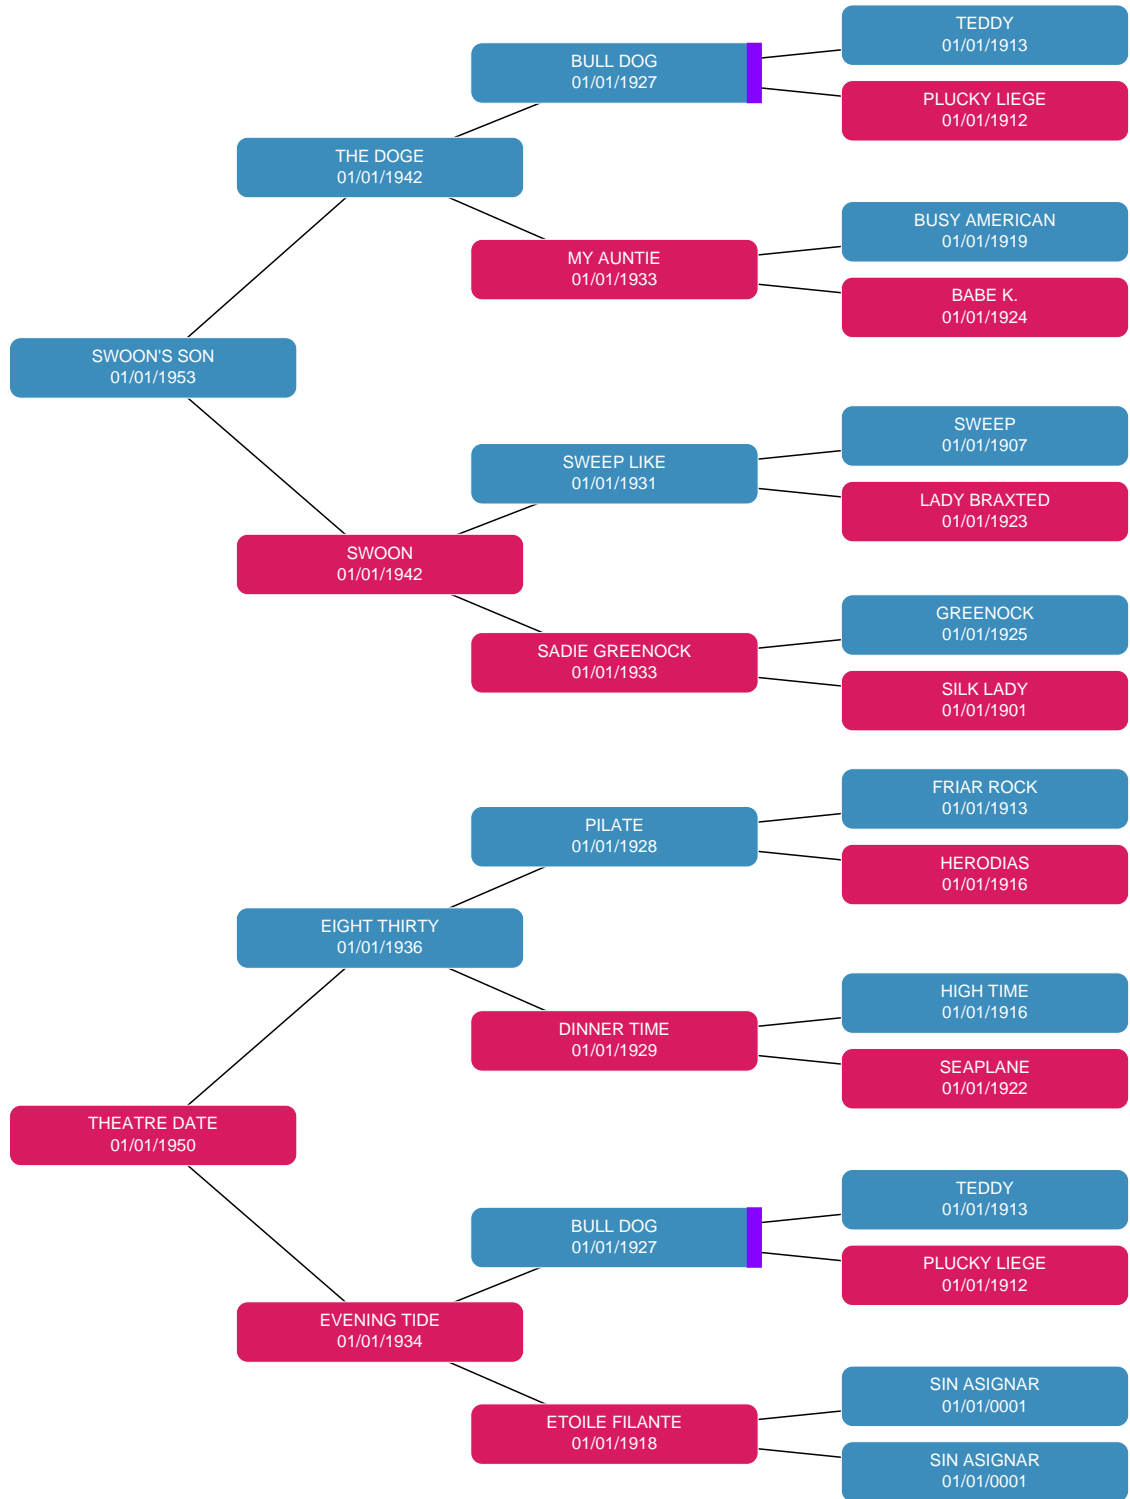 TEDDY
01/01/1913
BULL DOG
01/01/1927
PLUCKY LIEGE
01/01/1912
THE DOGE
01/01/1942
BUSY AMERICAN
01/01/1919
MY AUNTIE
01/01/1933
BABE K.
01/01/1924
SWOON'S SON
01/01/1953
SWEEP
01/01/1907
SWEEP LIKE
01/01/1931
LADY BRAXTED
01/01/1923
SWOON
01/01/1942
GREENOCK
01/01/1925
SADIE GREENOCK
01/01/1933
SILK LADY
01/01/1901
FRIAR ROCK
01/01/1913
PILATE
01/01/1928
HERODIAS
01/01/1916
EIGHT THIRTY
01/01/1936
HIGH TIME
01/01/1916
DINNER TIME
01/01/1929
SEAPLANE
01/01/1922
THEATRE DATE
01/01/1950
TEDDY
01/01/1913
BULL DOG
01/01/1927
PLUCKY LIEGE
01/01/1912
EVENING TIDE
01/01/1934
SIN ASIGNAR
01/01/0001
ETOILE FILANTE
01/01/1918
SIN ASIGNAR
01/01/0001